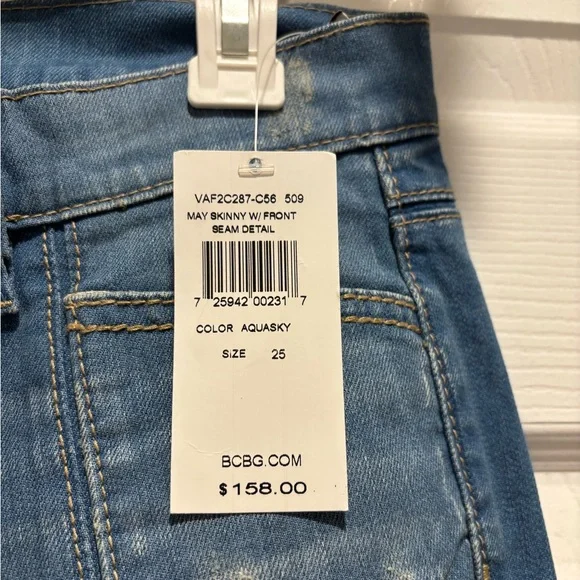 VAF2C287-C56 509
MAY SKINNY W/ FRONT
SEAM DETAIL
7 25942 00231 7
COLOR AQUASKY
SIZE 25
BCBG.COM
$158.00